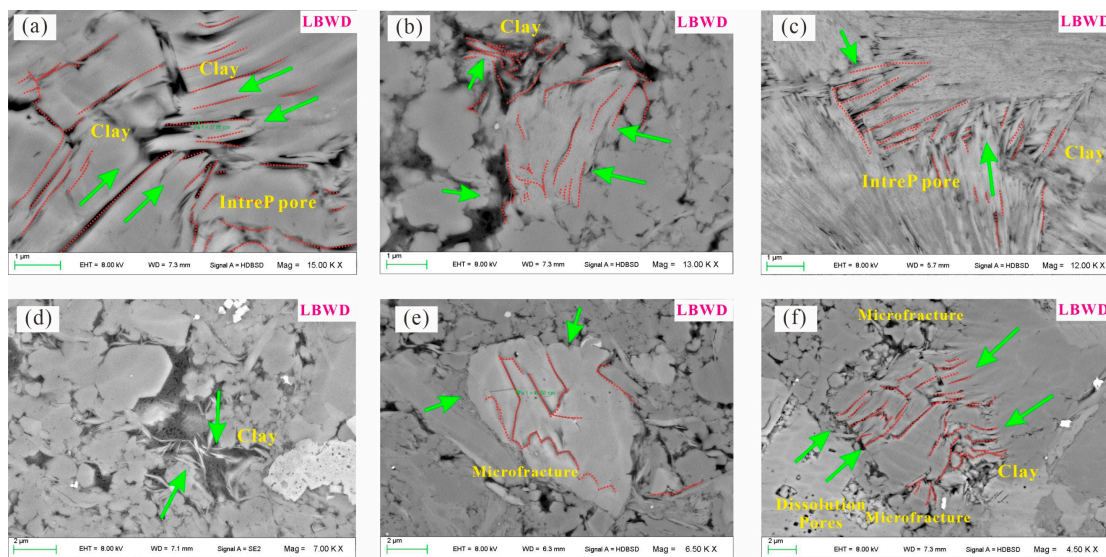 (a)
LBWD
Clay
Clay
IntreP pore
1 µm
EHT = 8.00 kV
WD = 7.3 mm
Signal A = HDBSD
Mag = 15.00 K X
(b)
Clay
LBWD
1 µm
EHT = 8.00 kV
WD = 7.3 mm
Signal A = HDBSD
Mag = 13.00 K X
(c)
LBWD
Clay
IntreP pore
1 µm
EHT = 8.00 kV
WD = 5.7 mm
Signal A = HDBSD
Mag = 12.00 K X
(d)
LBWD
Clay
2 µm
EHT = 8.00 kV
WD = 7.1 mm
Signal A = SE2
Mag = 7.00 K X
(e)
LBWD
Microfracture
2 µm
EHT = 8.00 kV
WD = 6.3 mm
Signal A = HDBSD
Mag = 6.50 K X
(f)
Microfracture
LBWD
Clay
Dissolution
Pores
Microfracture
2 µm
EHT = 8.00 kV
WD = 7.3 mm
Signal A = HDBSD
Mag = 4.50 K X